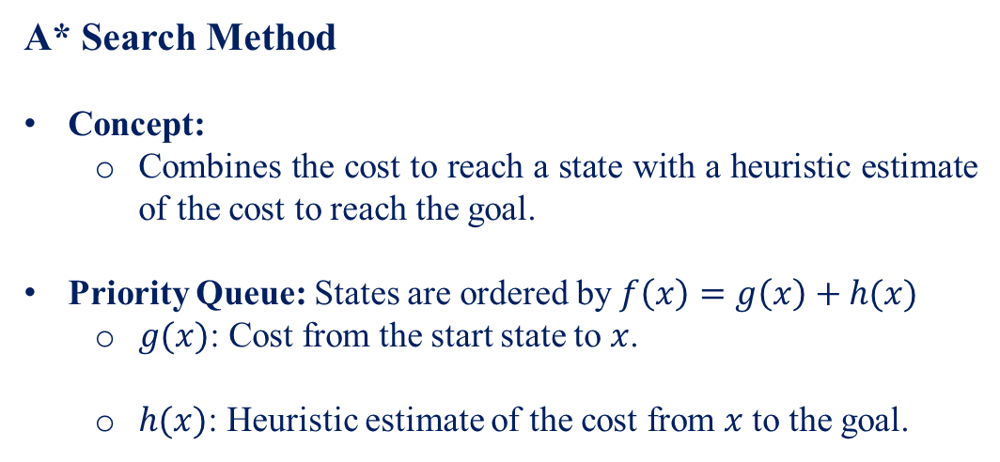 A* Search Method
• Concept:
o Combines the cost to reach a state with a heuristic estimate
of the cost to reach the goal.
• Priority Queue: States are ordered by 𝑓(𝑥) = 𝑔(𝑥) + ℎ(𝑥)
o 𝑔(𝑥): Cost from the start state to 𝑥.
o ℎ(𝑥): Heuristic estimate of the cost from 𝑥 to the goal.